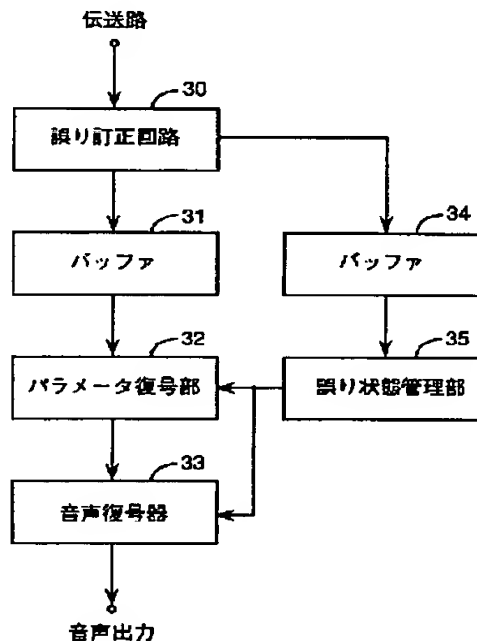 伝送路
30
誤り訂正回路
31
バッファ
34
バッファ
32
パラメータ復号部
35
誤り状態管理部
33
音声復号器
音声出力